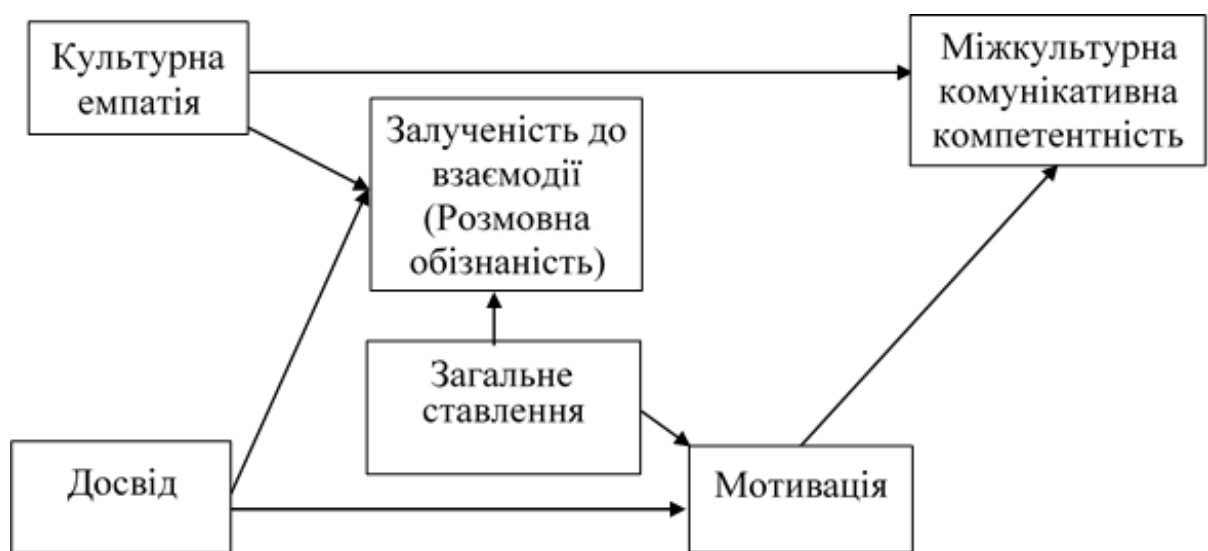 Культурна
емпатія
Міжкультурна
комунікативна
компетентність
Залученість до
взаємодії
(Розмовна
обізнаність)
Загальне
ставлення
Досвід
Мотивація